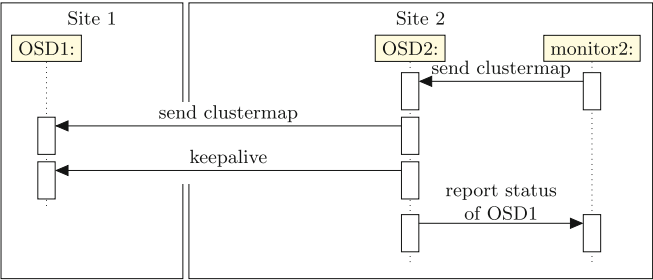 Site 1
Site 2
OSD1:
OSD2:
monitor2:
send clustermap
send clustermap
keepalive
report status
of OSD1